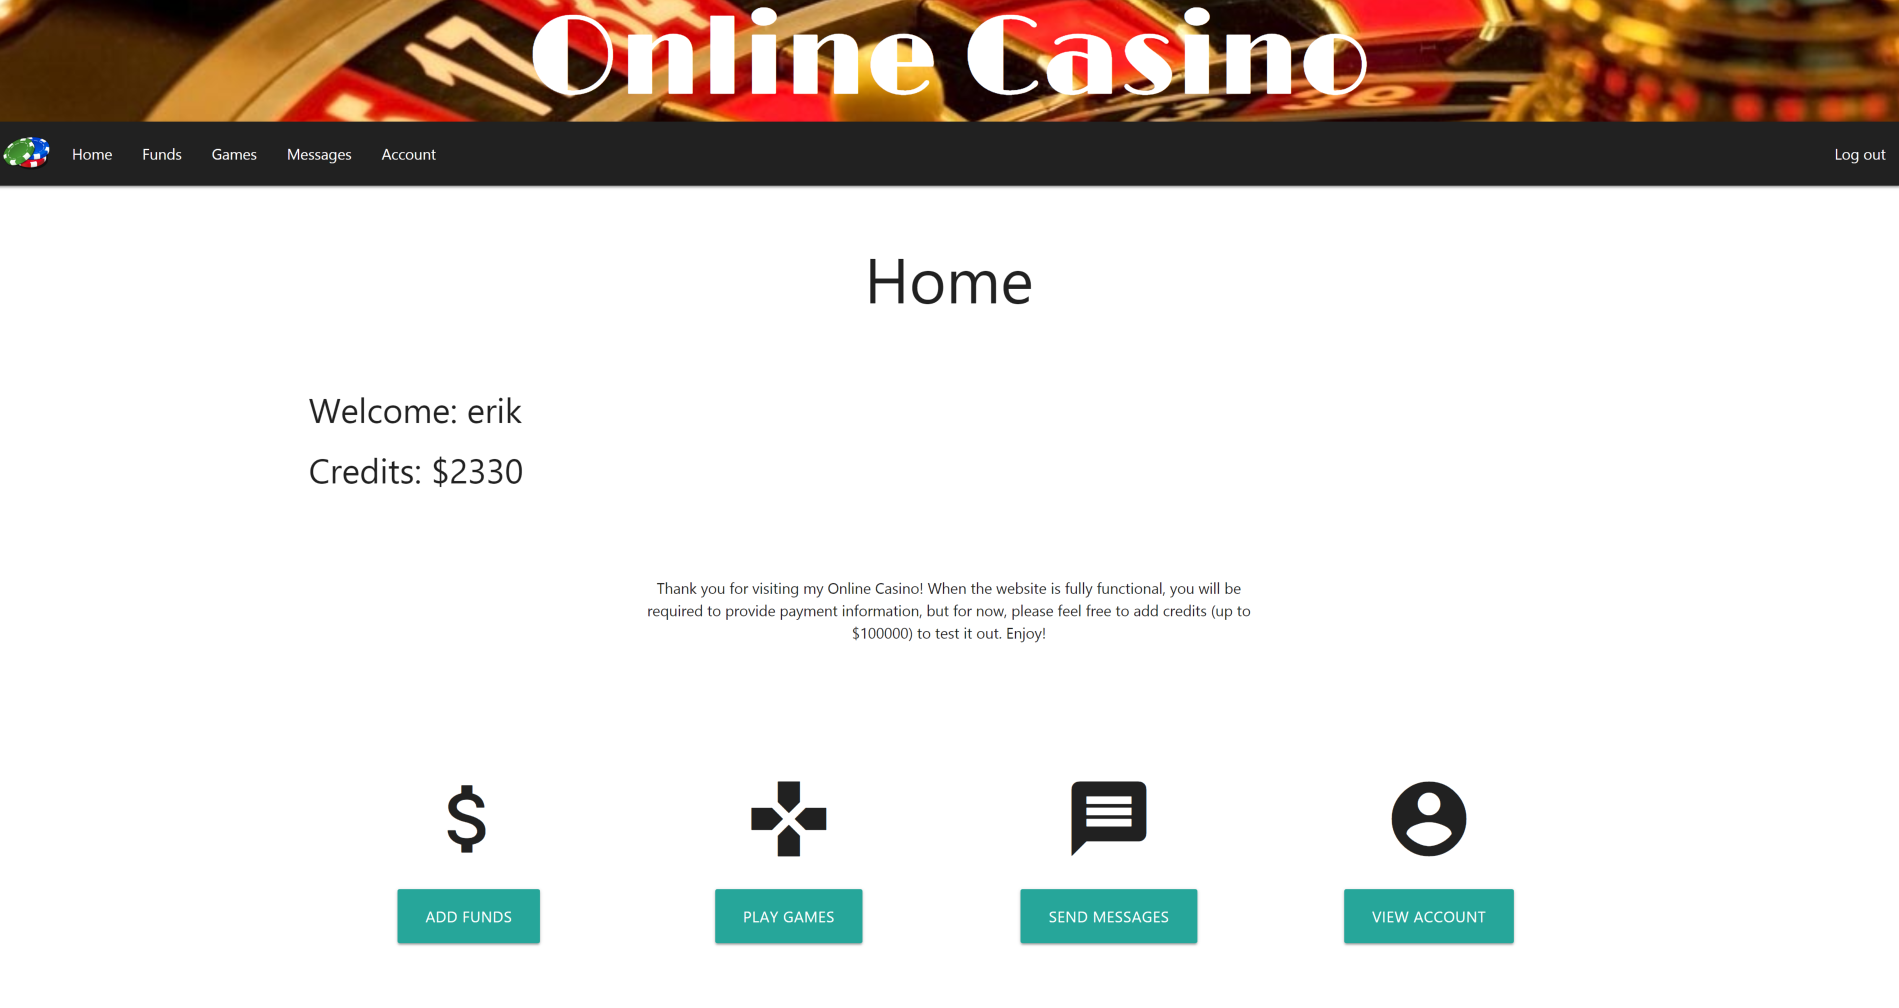 Online Casino
Home Funds Games Messages Account Log out
Home
Welcome: erik
Credits: $2330
Thank you for visiting my Online Casino! When the website is fully functional, you will be
required to provide payment information, but for now, please feel free to add credits (up to
$100000) to test it out. Enjoy!
ADD FUNDS PLAY GAMES SEND MESSAGES VIEW ACCOUNT